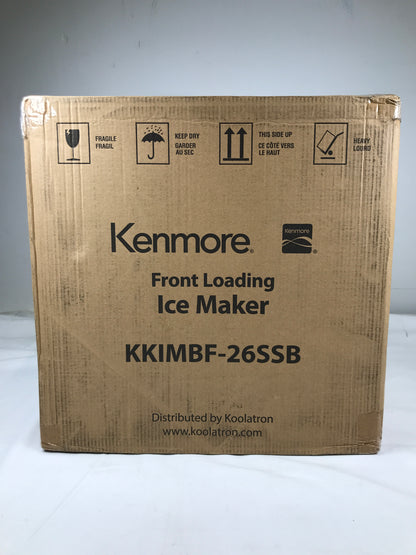 FRAGILE
FRAGIL
KEEP DRY
GARDER
AU SEC
THIS SIDE UP
CE CÔTÉ VERS
LE HAUT
HEAVY
LOURD
Kenmore®
Kenmore®
Front Loading
Ice Maker
KKIMBF-26SSB
Distributed by Koolatron
www.koolatron.com